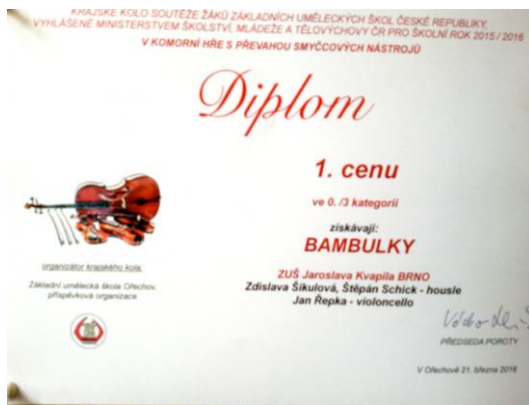 KRAJSKÉ KOLO SOUTĚŽE ŽÁKŮ ZÁKLADNÍCH UMĚLECKÝCH ŠKOL ČESKÉ REPUBLIKY,
VYHLÁŠENÉ MINISTERSTVEM ŠKOLSTVÍ, MLÁDEŽE A TĚLOVÝCHOVY ČR PRO ŠKOLNÍ ROK 2015 / 2016
V KOMORNÍ HŘE S PŘEVAHOU SMYČCOVÝCH NÁSTROJŮ
Diplom
1. cenu
ve 0. /3 kategorii
získávají:
BAMBULKY
ZUŠ Jaroslava Kvapila BRNO
Zdislava Šikulová, Štěpán Schick - housle
Jan Řepka - violoncello
organizátor krajského kola:
Základní umělecká škola Ořechov,
příspěvková organizace
PŘEDSEDA POROTY
V Ořechově 21. března 2016